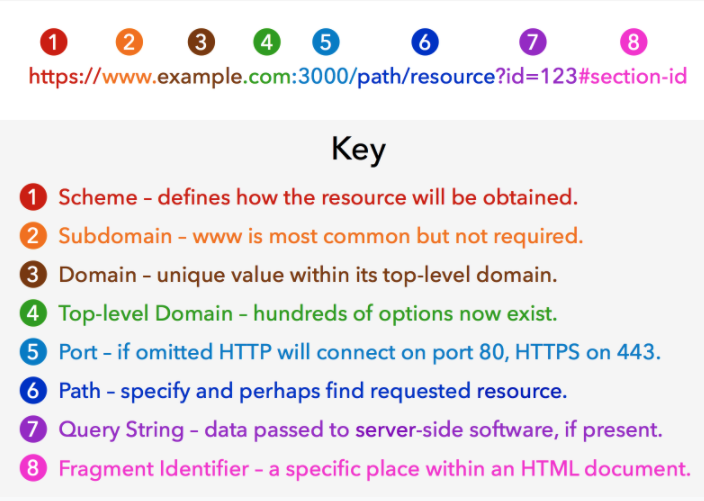 1 2 3 4 5 6 7 8
https://www.example.com:3000/path/resource?id=123#section-id
Key
1 Scheme – defines how the resource will be obtained.
2 Subdomain – www is most common but not required.
3 Domain – unique value within its top-level domain.
4 Top-level Domain – hundreds of options now exist.
5 Port – if omitted HTTP will connect on port 80, HTTPS on 443.
6 Path – specify and perhaps find requested resource.
7 Query String – data passed to server-side software, if present.
8 Fragment Identifier – a specific place within an HTML document.